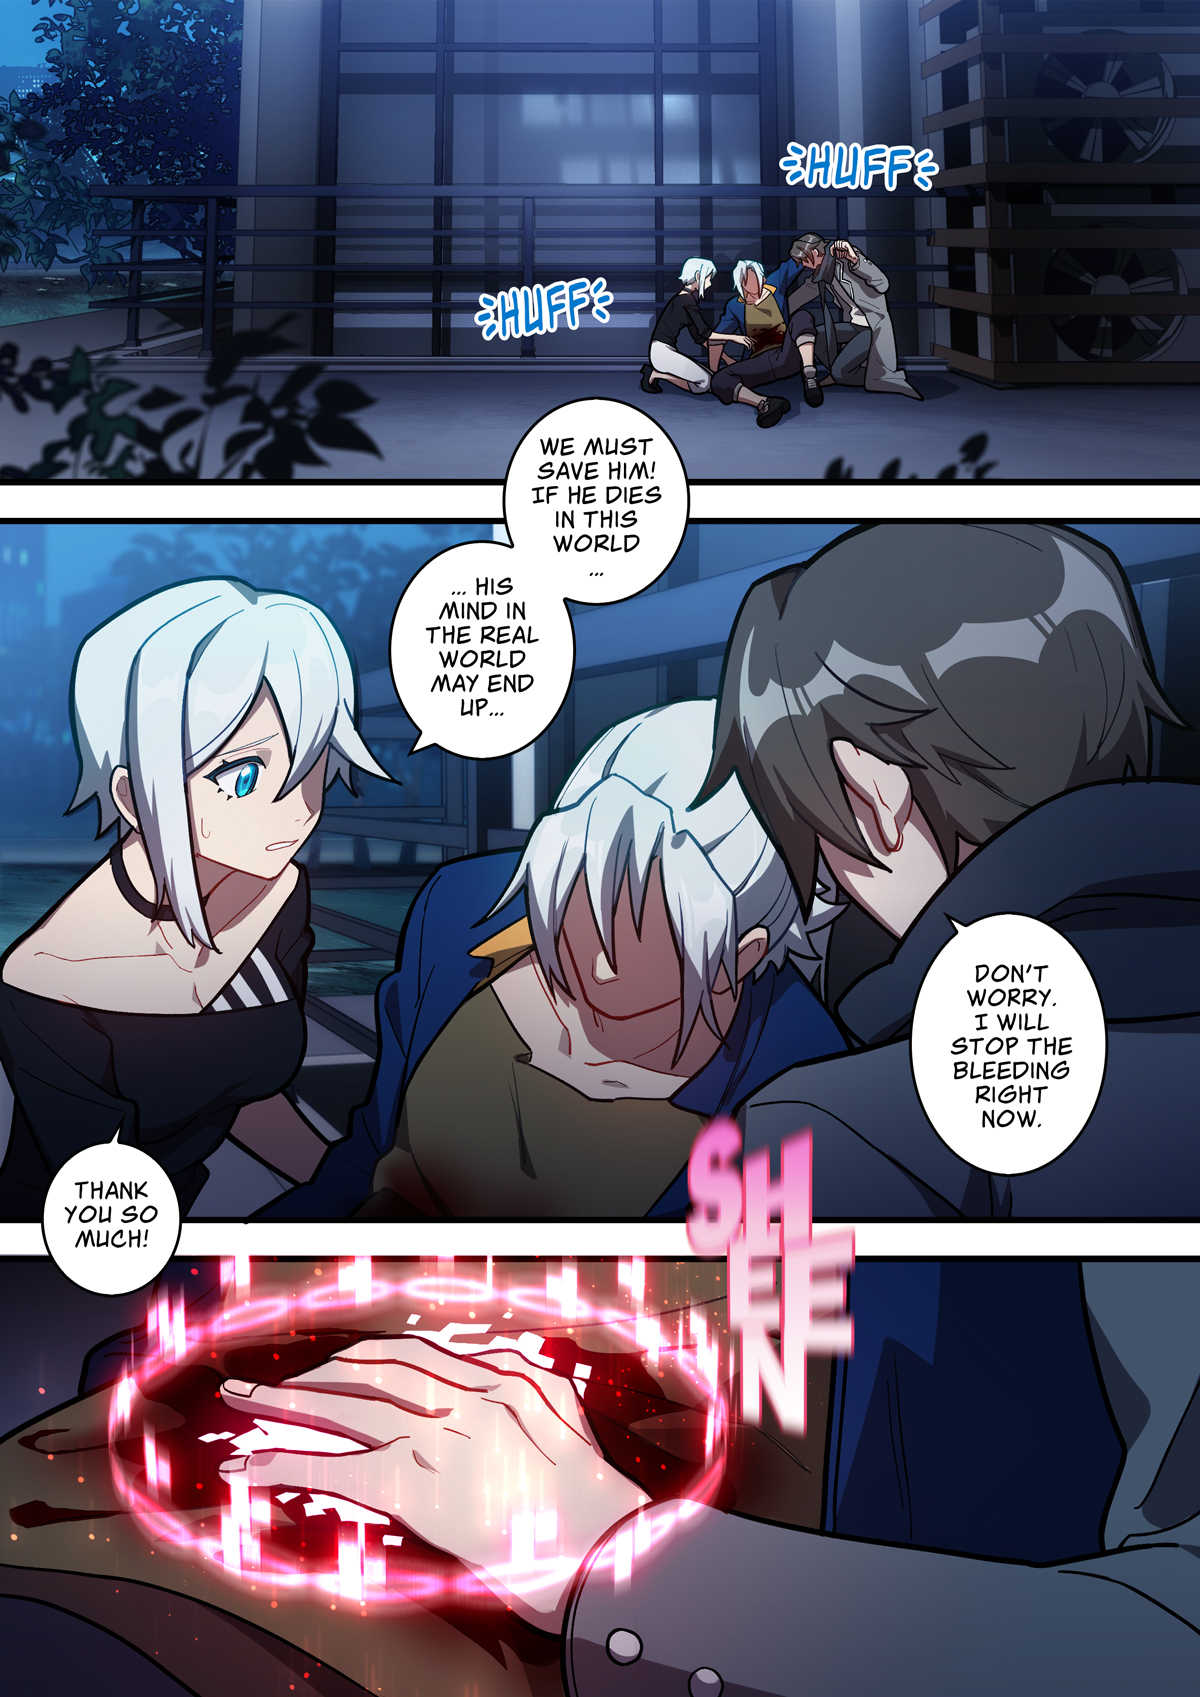 HUFF
HUFF
WE MUST
SAVE HIM!
IF HE DIES
IN THIS
WORLD
...
... HIS
MIND IN
THE REAL
WORLD
MAY END
UP...
DON'T
WORRY.
I WILL
STOP THE
BLEEDING
RIGHT
NOW.
THANK
YOU SO
MUCH!
SHEEN